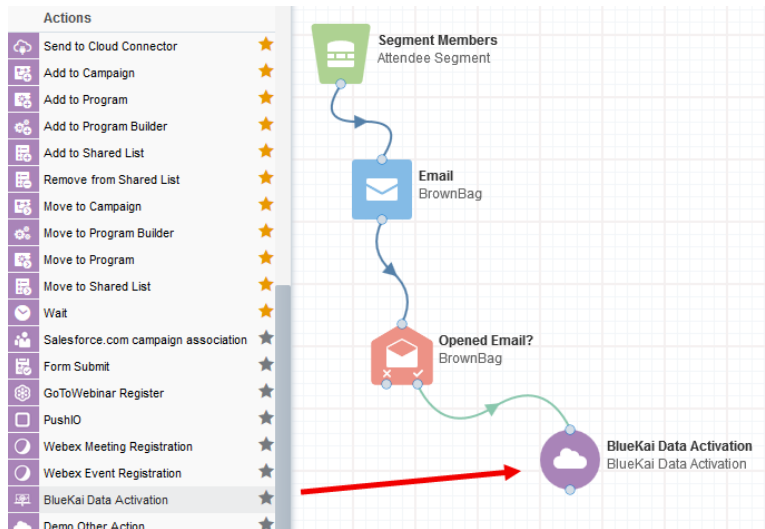 Actions
Send to Cloud Connector
Add to Campaign
Add to Program
Add to Program Builder
Add to Shared List
Remove from Shared List
Move to Campaign
Move to Program Builder
Move to Program
Move to Shared List
Wait
Salesforce.com campaign association
Form Submit
GoToWebinar Register
PushIO
Webex Meeting Registration
Webex Event Registration
BlueKai Data Activation
Demo Other Action
Segment Members
Attendee Segment
Email
BrownBag
Opened Email?
BrownBag
BlueKai Data Activation
BlueKai Data Activation